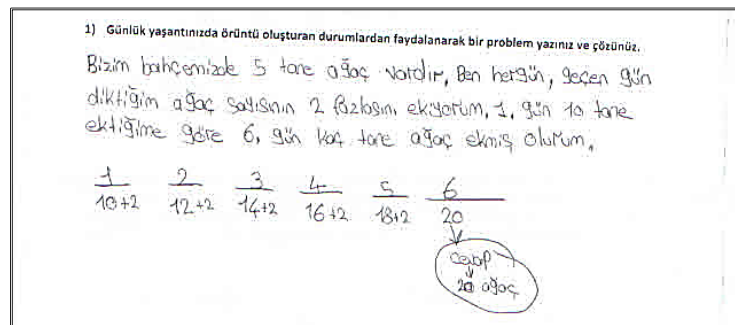 1) Günlük yaşantınızda örüntü oluşturan durumlardan faydalanarak bir problem yazınız ve çözünüz.
Bizim bahçemizde 5 tane ağaç vardır, Ben hergün, geçen gün
diktiğim ağaç sayısının 2 fazlasın, ekiyorum, 1, gün 10 tane
ektiğime göre 6, gün kaç tane ağaç ekmiş olurum,
1 2 3 4 5 6
10+2 12+2 14+2 16+2 18+2 20
cevap
20 ağaç